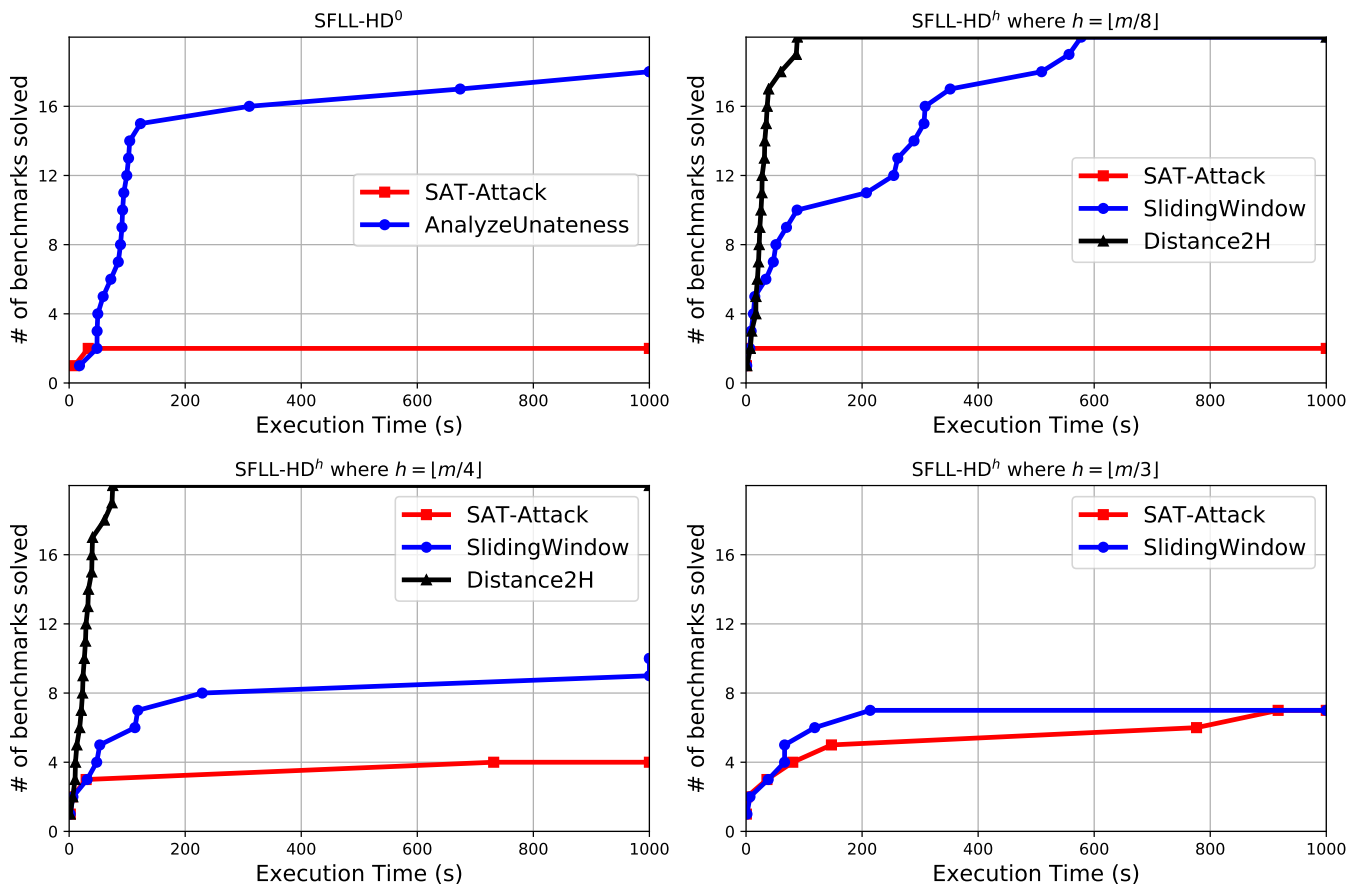 SFLL-HD⁰
# of benchmarks solved
16
12
8
4
0
SAT-Attack
AnalyzeUnateness
0 200 400 600 800 1000
Execution Time (s)
SFLL-HDʰ where h = ⌊m/8⌋
# of benchmarks solved
16
12
8
4
0
SAT-Attack
SlidingWindow
Distance2H
0 200 400 600 800 1000
Execution Time (s)
SFLL-HDʰ where h = ⌊m/4⌋
# of benchmarks solved
16
12
8
4
0
SAT-Attack
SlidingWindow
Distance2H
0 200 400 600 800 1000
Execution Time (s)
SFLL-HDʰ where h = ⌊m/3⌋
# of benchmarks solved
16
12
8
4
0
SAT-Attack
SlidingWindow
0 200 400 600 800 1000
Execution Time (s)